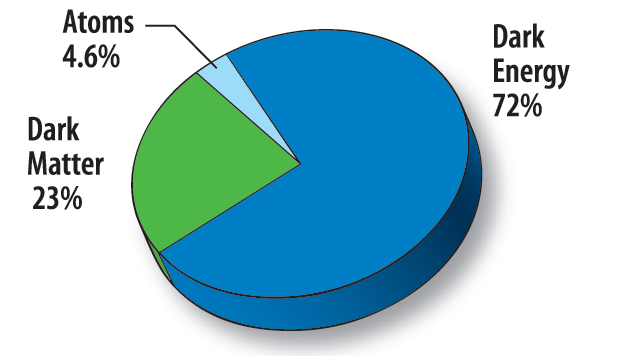 Atoms
4.6%
Dark
Energy
72%
Dark
Matter
23%